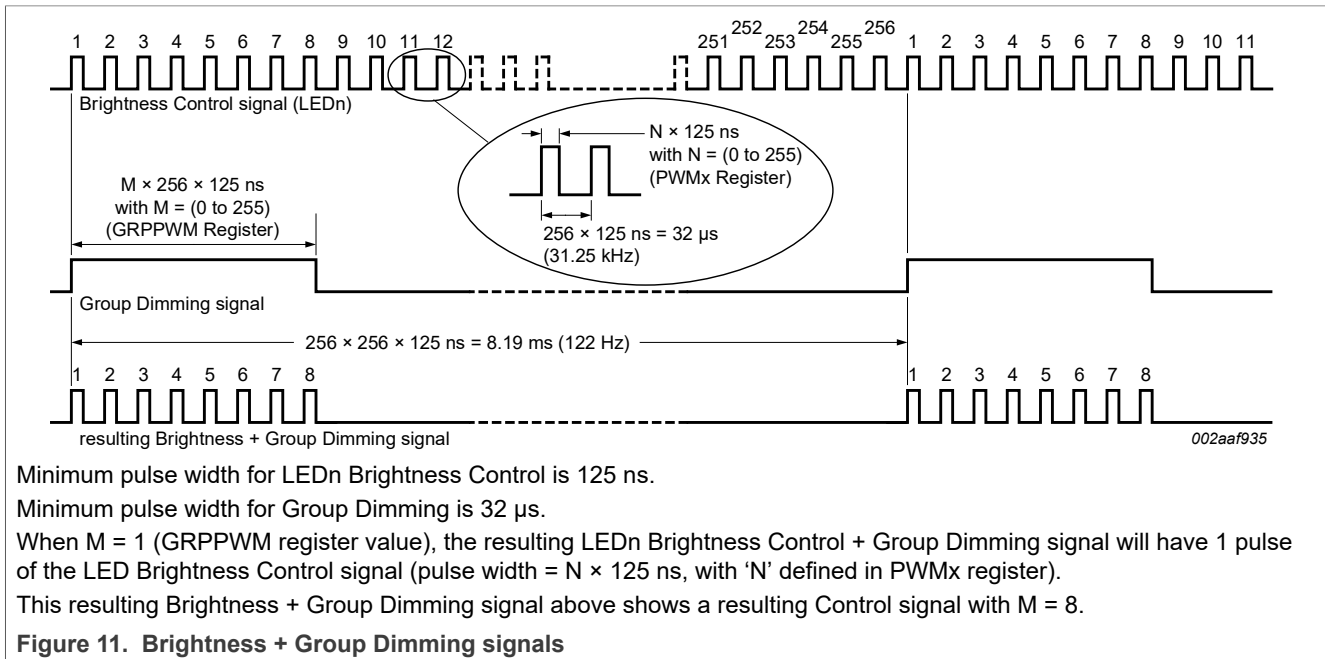 1 2 3 4 5 6 7 8 9 10 11 12 251 252 253 254 255 256 1 2 3 4 5 6 7 8 9 10 11
Brightness Control signal (LEDn)
N × 125 ns
with N = (0 to 255)
(PWMx Register)
M × 256 × 125 ns
with M = (0 to 255)
(GRPPWM Register)
256 × 125 ns = 32 µs
(31.25 kHz)
Group Dimming signal
256 × 256 × 125 ns = 8.19 ms (122 Hz)
1 2 3 4 5 6 7 8 1 2 3 4 5 6 7 8
resulting Brightness + Group Dimming signal
002aaf935
Minimum pulse width for LEDn Brightness Control is 125 ns.
Minimum pulse width for Group Dimming is 32 µs.
When M = 1 (GRPPWM register value), the resulting LEDn Brightness Control + Group Dimming signal will have 1 pulse
of the LED Brightness Control signal (pulse width = N × 125 ns, with ‘N’ defined in PWMx register).
This resulting Brightness + Group Dimming signal above shows a resulting Control signal with M = 8.
Figure 11. Brightness + Group Dimming signals